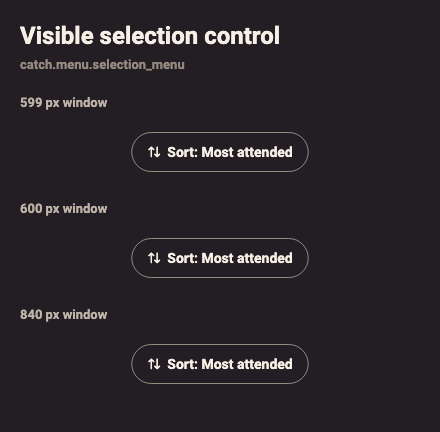 Visible selection control
catch.menu.selection_menu
599 px window
Sort: Most attended
600 px window
Sort: Most attended
840 px window
Sort: Most attended